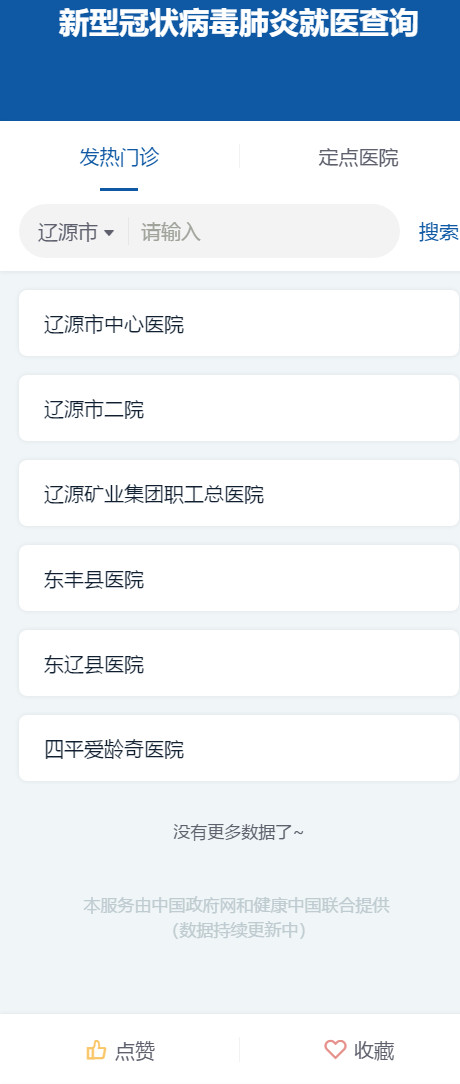 新型冠状病毒肺炎就医查询
发热门诊
定点医院
辽源市
请输入
搜索
辽源市中心医院
辽源市二院
辽源矿业集团职工总医院
东丰县医院
东辽县医院
四平爱龄奇医院
没有更多数据了~
本服务由中国政府网和健康中国联合提供
（数据持续更新中）
点赞
收藏